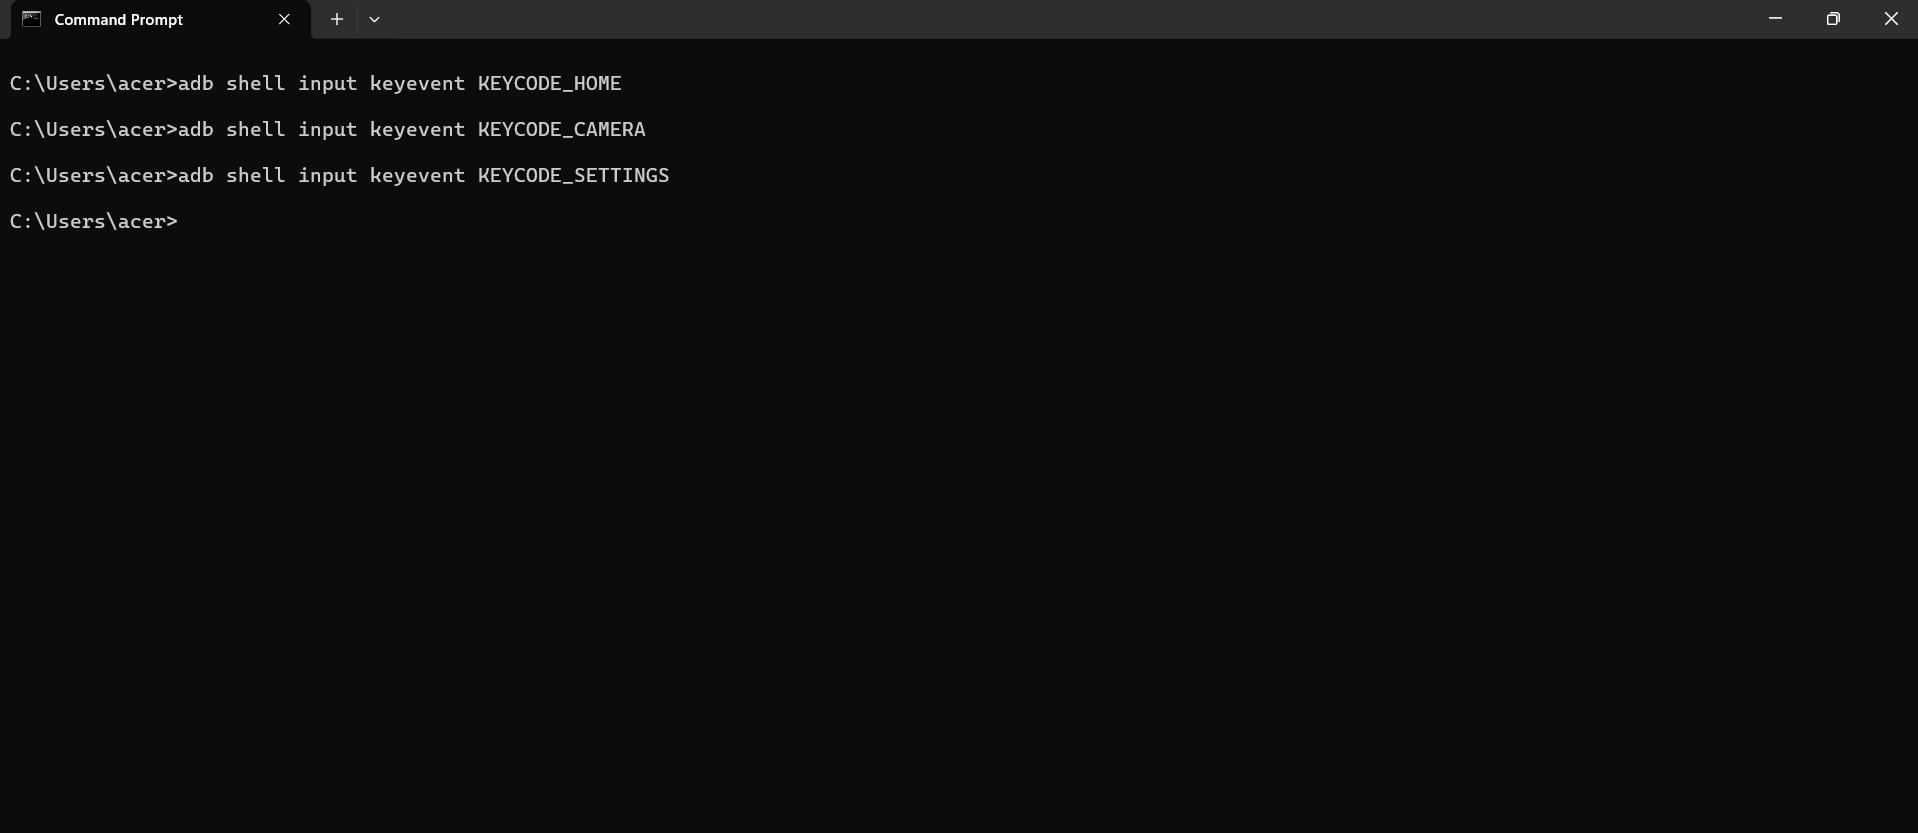 Command Prompt
C:\Users\acer>adb shell input keyevent KEYCODE_HOME
C:\Users\acer>adb shell input keyevent KEYCODE_CAMERA
C:\Users\acer>adb shell input keyevent KEYCODE_SETTINGS
C:\Users\acer>